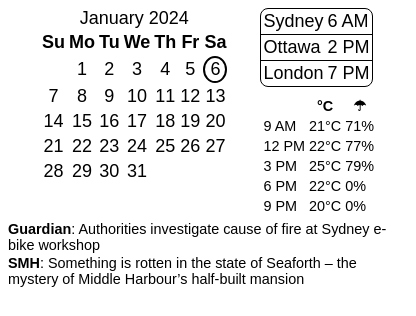 January 2024
Su Mo Tu We Th Fr Sa
1 2 3 4 5 6
7 8 9 10 11 12 13
14 15 16 17 18 19 20
21 22 23 24 25 26 27
28 29 30 31
Sydney 6 AM
Ottawa 2 PM
London 7 PM
°C ☂
9 AM 21°C 71%
12 PM 22°C 77%
3 PM 25°C 79%
6 PM 22°C 0%
9 PM 20°C 0%
Guardian: Authorities investigate cause of fire at Sydney e-
bike workshop
SMH: Something is rotten in the state of Seaforth – the
mystery of Middle Harbour’s half-built mansion